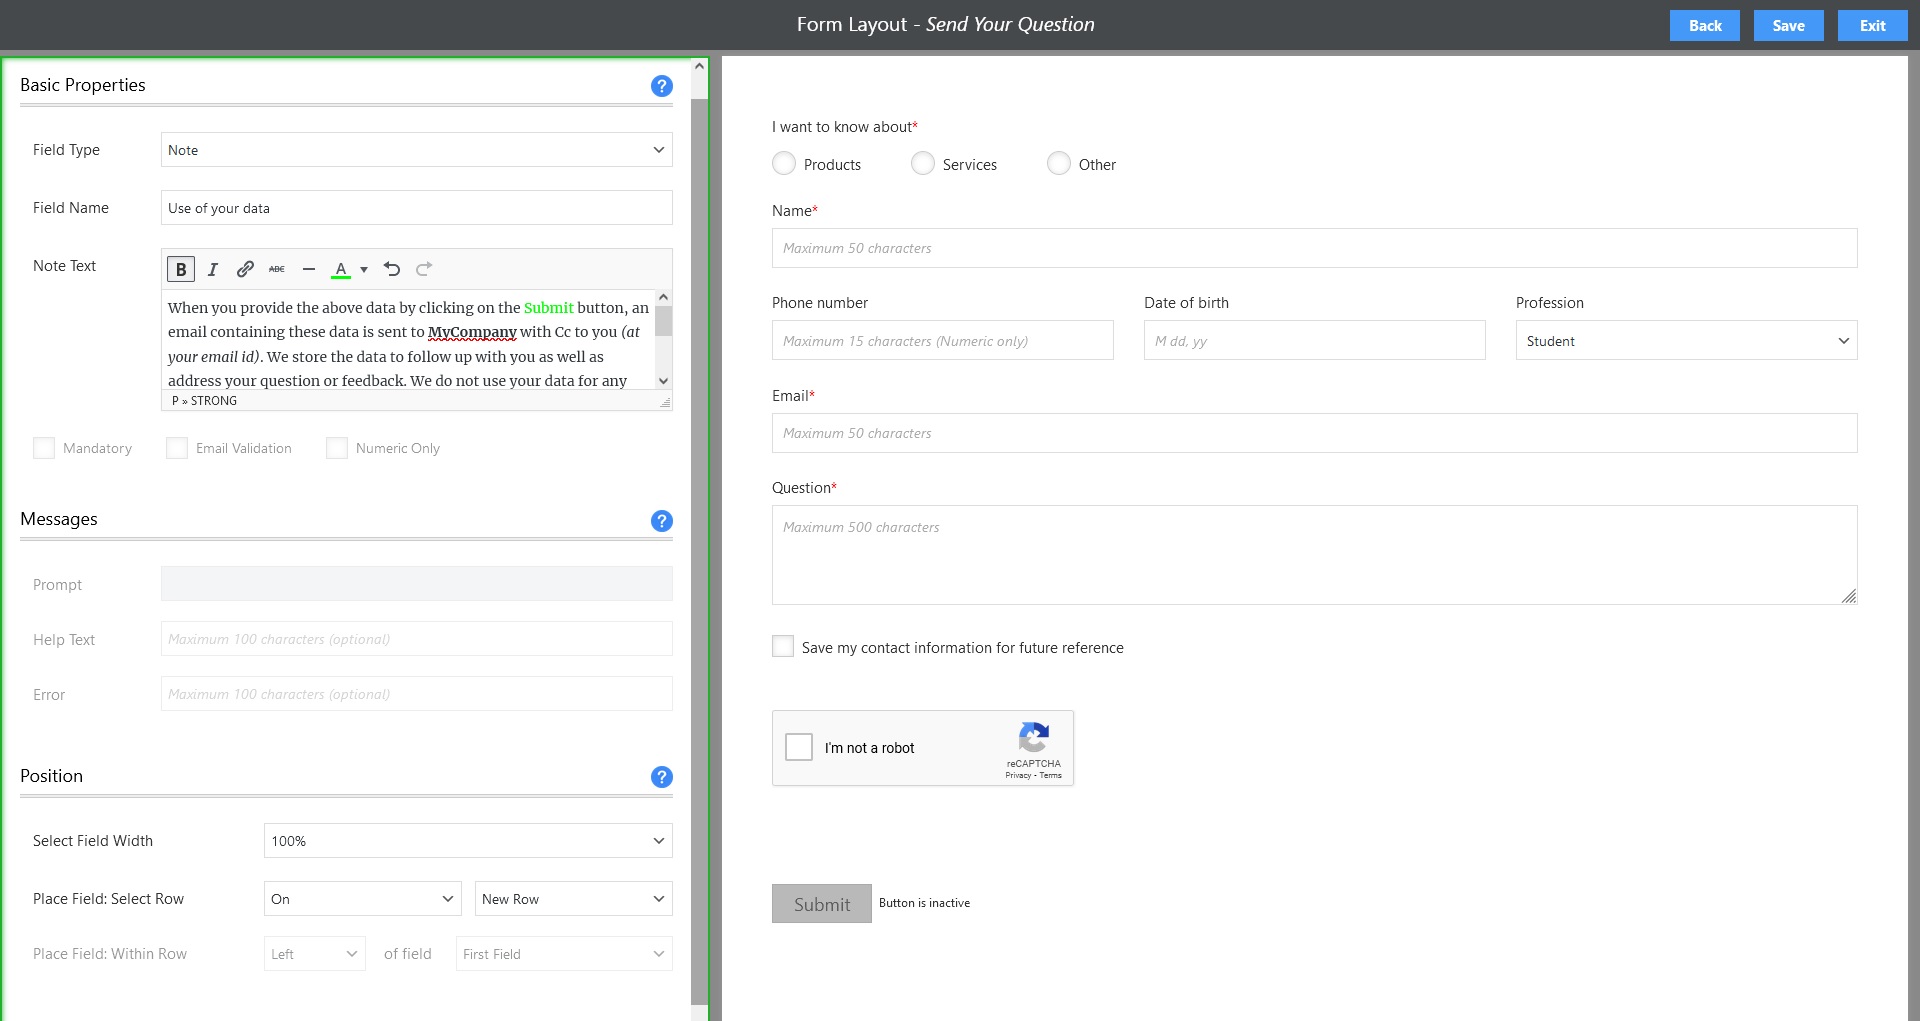 Form Layout - Send Your Question
Back
Save
Exit
Basic Properties
?
Field Type
Note
Field Name
Use of your data
Note Text
B I ABC A
When you provide the above data by clicking on the Submit button, an
email containing these data is sent to MyCompany with Cc to you (at
your email id). We store the data to follow up with you as well as
address your question or feedback. We do not use your data for any
P » STRONG
Mandatory
Email Validation
Numeric Only
Messages
?
Prompt
Help Text
Maximum 100 characters (optional)
Error
Maximum 100 characters (optional)
Position
?
Select Field Width
100%
Place Field: Select Row
On
New Row
Place Field: Within Row
Left
of field
First Field
I want to know about*
Products
Services
Other
Name*
Maximum 50 characters
Phone number
Date of birth
Profession
Maximum 15 characters (Numeric only)
M dd, yy
Student
Email*
Maximum 50 characters
Question*
Maximum 500 characters
Save my contact information for future reference
I'm not a robot
reCAPTCHA
Privacy - Terms
Submit
Button is inactive